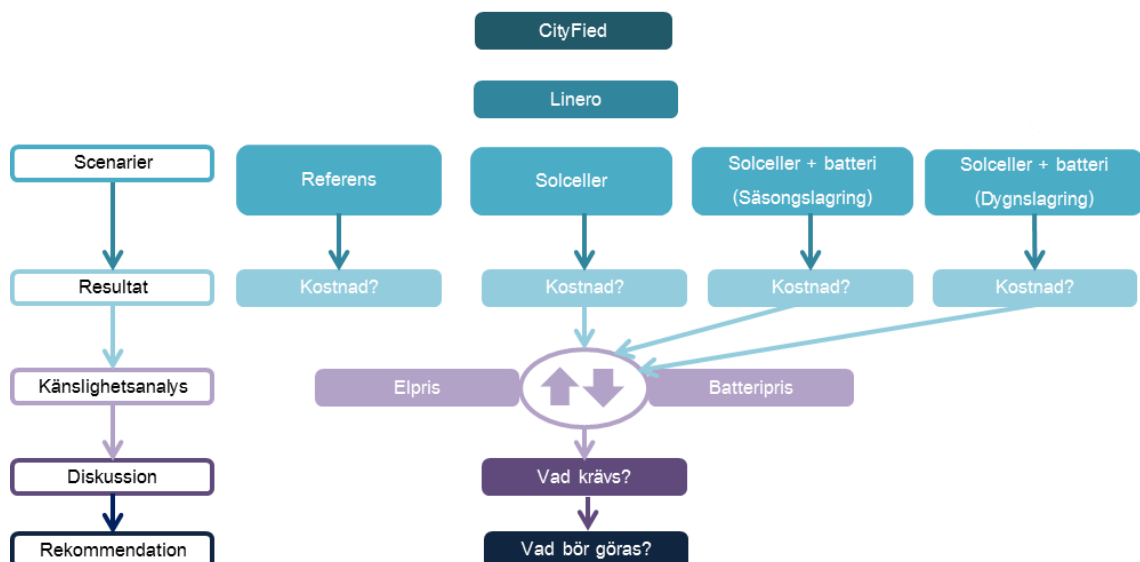 CityFied
Linero
Scenarier
Referens
Solceller
Solceller + batteri
(Säsongslagring)
Solceller + batteri
(Dygnslagring)
Resultat
Kostnad?
Kostnad?
Kostnad?
Kostnad?
Känslighetsanalys
Elpris
Batteripris
Diskussion
Vad krävs?
Rekommendation
Vad bör göras?